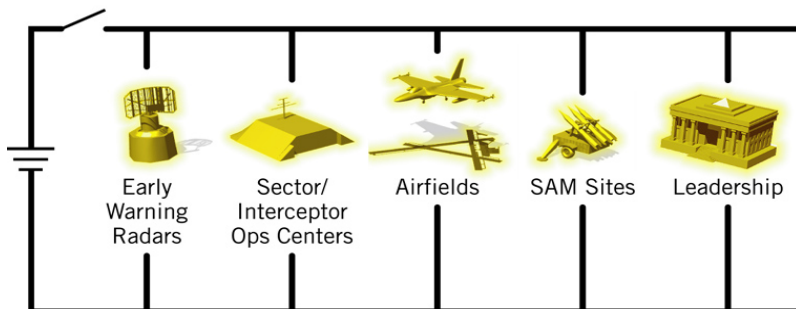 Early
Warning
Radars
Sector/
Interceptor
Ops Centers
Airfields
SAM Sites
Leadership